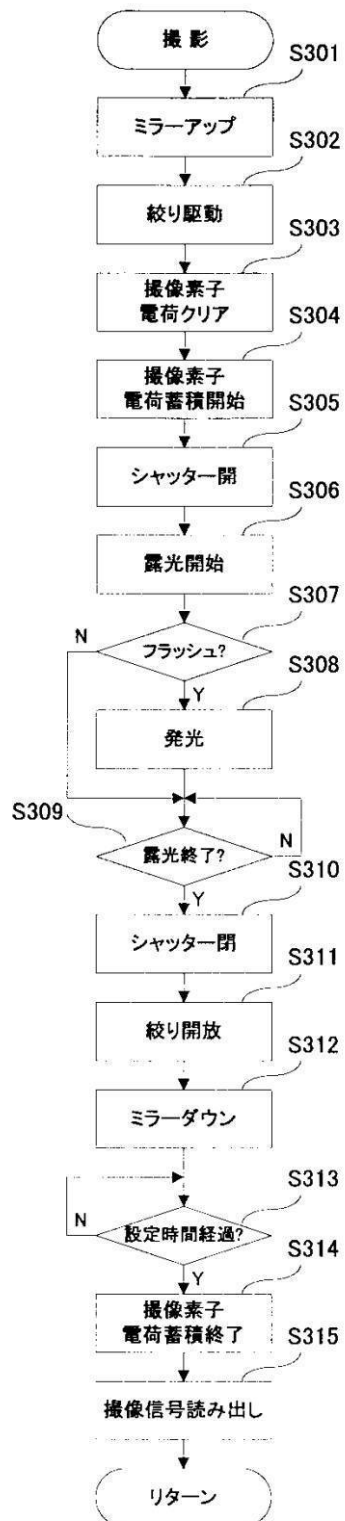 撮影
S301
ミラーアップ
S302
絞り駆動
S303
撮像素子
電荷クリア
S304
撮像素子
電荷蓄積開始
S305
シャッター開
S306
露光開始
S307
フラッシュ?
N
Y
S308
発光
S309
露光終了?
N
Y
S310
シャッター閉
S311
絞り開放
S312
ミラーダウン
S313
設定時間経過?
N
Y
S314
撮像素子
電荷蓄積終了
S315
撮像信号読み出し
リターン